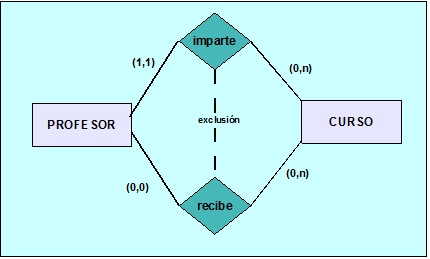 imparte
(1,1)
(0,n)
PROFESOR
exclusión
CURSO
(0,0)
(0,n)
recibe